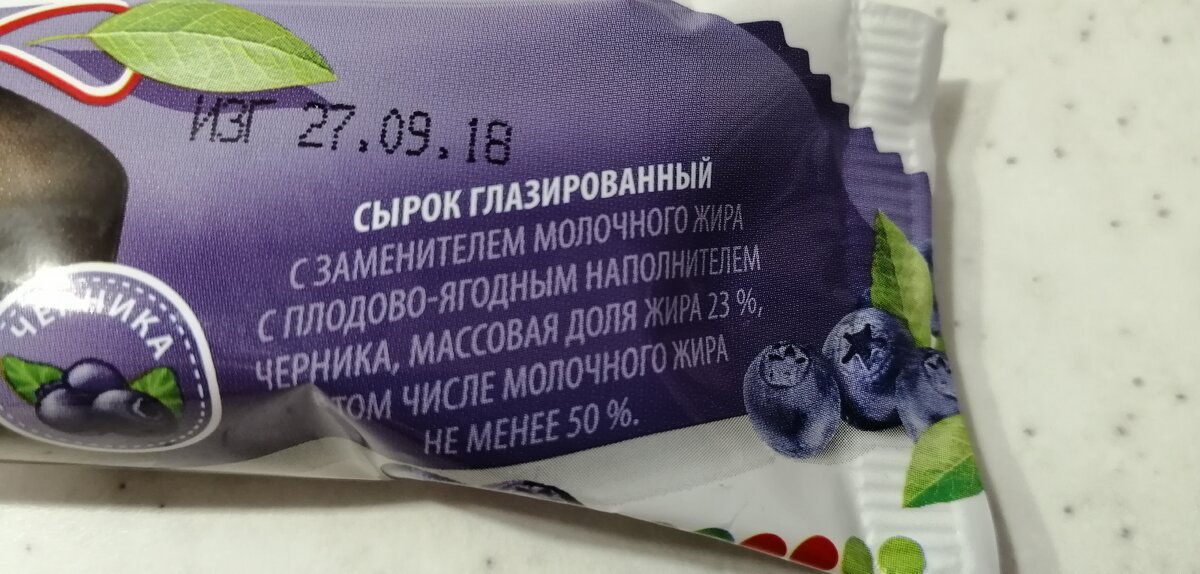 ИЗГ 27.09.18
СЫРОК ГЛАЗИРОВАННЫЙ
С ЗАМЕНИТЕЛЕМ МОЛОЧНОГО ЖИРА
С ПЛОДОВО-ЯГОДНЫМ НАПОЛНИТЕЛЕМ
ЧЕРНИКА, МАССОВАЯ ДОЛЯ ЖИРА 23 %,
ТОМ ЧИСЛЕ МОЛОЧНОГО ЖИРА
НЕ МЕНЕЕ 50 %.
ЧЕРНИКА